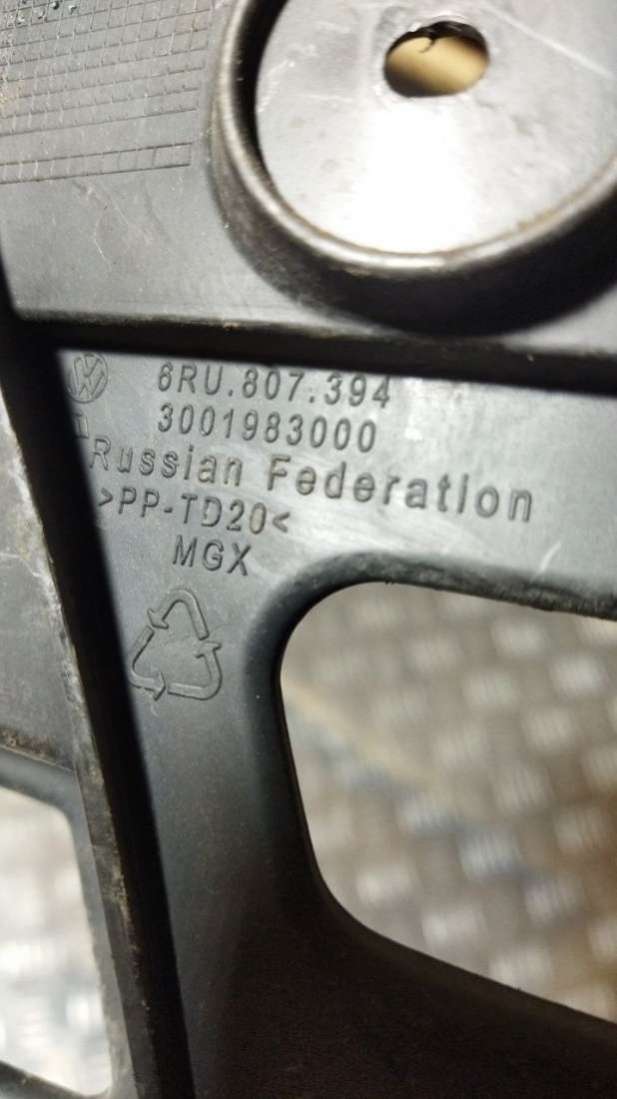 6RU.807.394
3001983000
Russian Federation
>PP-TD20<
MGX